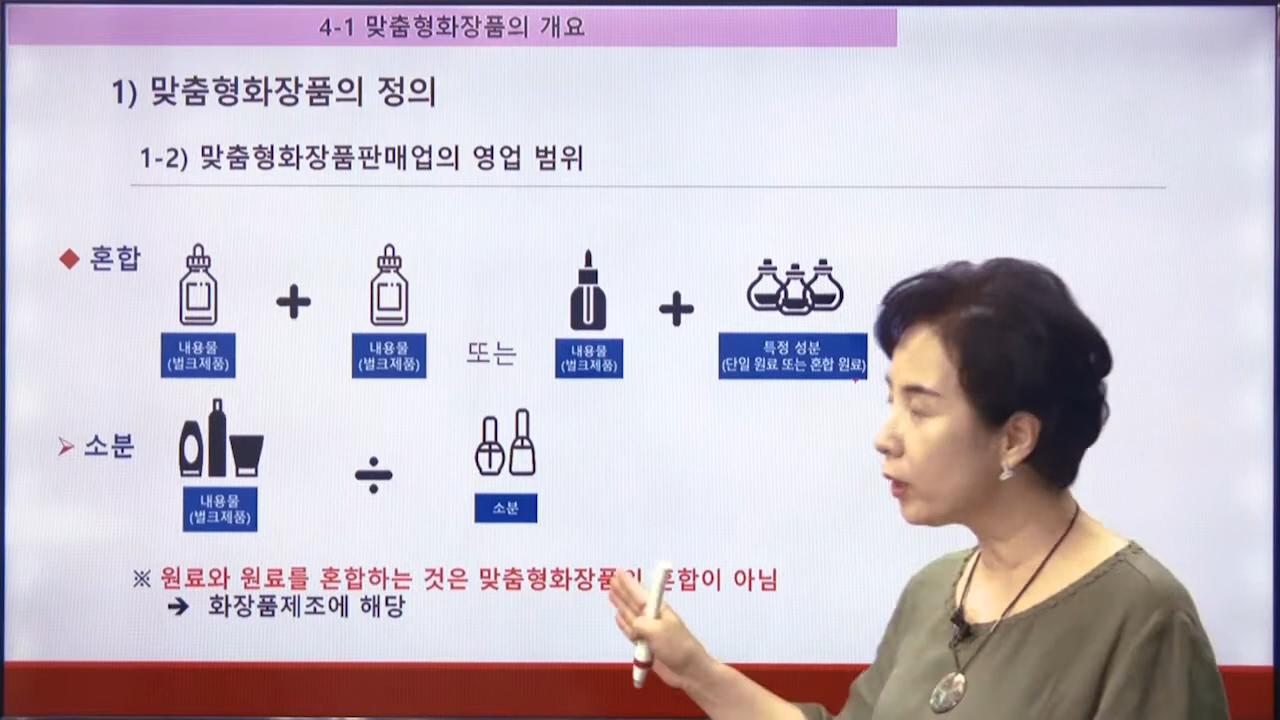 4-1 맞춤형화장품의 개요
1) 맞춤형화장품의 정의
1-2) 맞춤형화장품판매업의 영업 범위
◆ 혼합
내용물
(벌크제품)
+
내용물
(벌크제품)
또는
내용물
(벌크제품)
+
특정 성분
(단일 원료 또는 혼합 원료)
➢ 소분
내용물
(벌크제품)
÷
소분
※ 원료와 원료를 혼합하는 것은 맞춤형화장품의 혼합이 아님
➔ 화장품제조에 해당